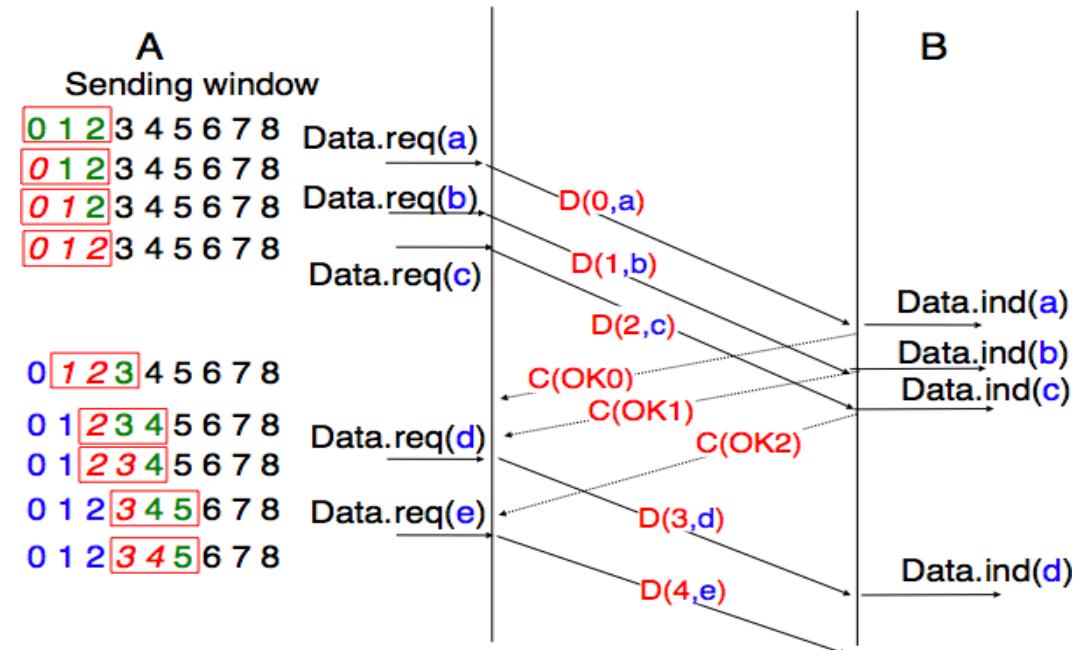 A
B
Sending window
0 1 2 3 4 5 6 7 8
Data.req(a)
0 1 2 3 4 5 6 7 8
Data.req(b)
D(0,a)
0 1 2 3 4 5 6 7 8
0 1 2 3 4 5 6 7 8
D(1,b)
Data.req(c)
Data.ind(a)
D(2,c)
Data.ind(b)
0 1 2 3 4 5 6 7 8
C(OK0)
Data.ind(c)
C(OK1)
0 1 2 3 4 5 6 7 8
Data.req(d)
C(OK2)
0 1 2 3 4 5 6 7 8
0 1 2 3 4 5 6 7 8
Data.req(e)
D(3,d)
0 1 2 3 4 5 6 7 8
Data.ind(d)
D(4,e)